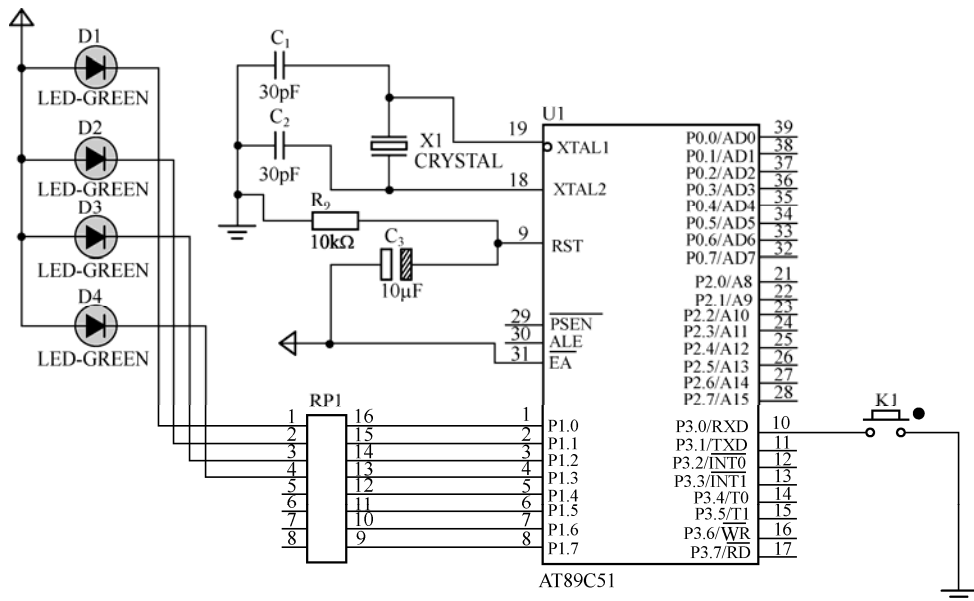 D1
LED-GREEN
D2
LED-GREEN
D3
LED-GREEN
D4
LED-GREEN
C1
30pF
C2
30pF
X1
CRYSTAL
R9
10kΩ
C3
10μF
U1
19 XTAL1
18 XTAL2
9 RST
29 PSEN
30 ALE
31 EA
1 P1.0
2 P1.1
3 P1.2
4 P1.3
5 P1.4
6 P1.5
7 P1.6
8 P1.7
P0.0/AD0 39
P0.1/AD1 38
P0.2/AD2 37
P0.3/AD3 36
P0.4/AD4 35
P0.5/AD5 34
P0.6/AD6 33
P0.7/AD7 32
P2.0/A8 21
P2.1/A9 22
P2.2/A10 23
P2.3/A11 24
P2.4/A12 25
P2.5/A13 26
P2.6/A14 27
P2.7/A15 28
P3.0/RXD 10
P3.1/TXD 11
P3.2/INT0 12
P3.3/INT1 13
P3.4/T0 14
P3.5/T1 15
P3.6/WR 16
P3.7/RD 17
AT89C51
RP1
1 16
2 15
3 14
4 13
5 12
6 11
7 10
8 9
K1